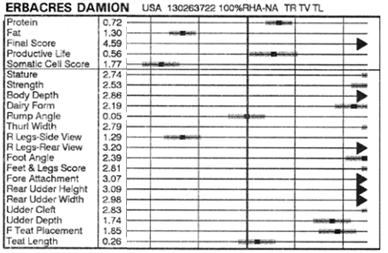 ERBACRES DAMION USA 130263722 100%RHA-NA TR TV TL
Protein 0.72
Fat 1.30
Final Score 4.59
Productive Life 0.56
Somatic Cell Score 1.77
Stature 2.74
Strength 2.53
Body Depth 2.86
Dairy Form 2.19
Rump Angle 0.05
Thurl Width 2.79
R Legs-Side View 1.29
R Legs-Rear View 3.20
Foot Angle 2.39
Feet & Legs Score 2.81
Fore Attachment 3.07
Rear Udder Height 3.09
Rear Udder Width 2.98
Udder Cleft 2.83
Udder Depth 1.74
F Teat Placement 1.85
Teat Length 0.26